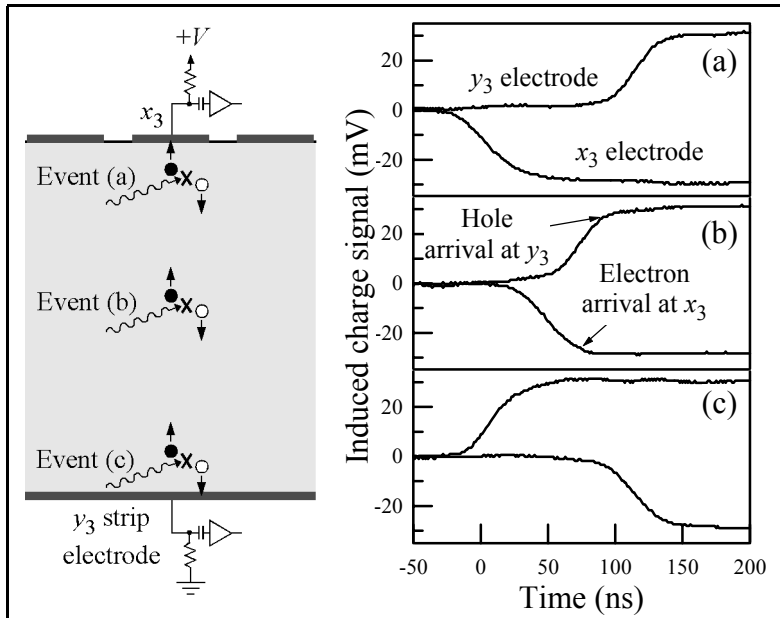 +V
x3
Event (a)
Event (b)
Event (c)
y3 strip
electrode
Induced charge signal (mV)
20
0
-20
(a)
y3 electrode
x3 electrode
20
0
-20
(b)
Hole
arrival at y3
Electron
arrival at x3
20
0
-20
(c)
-50
0
50
100
150
200
Time (ns)